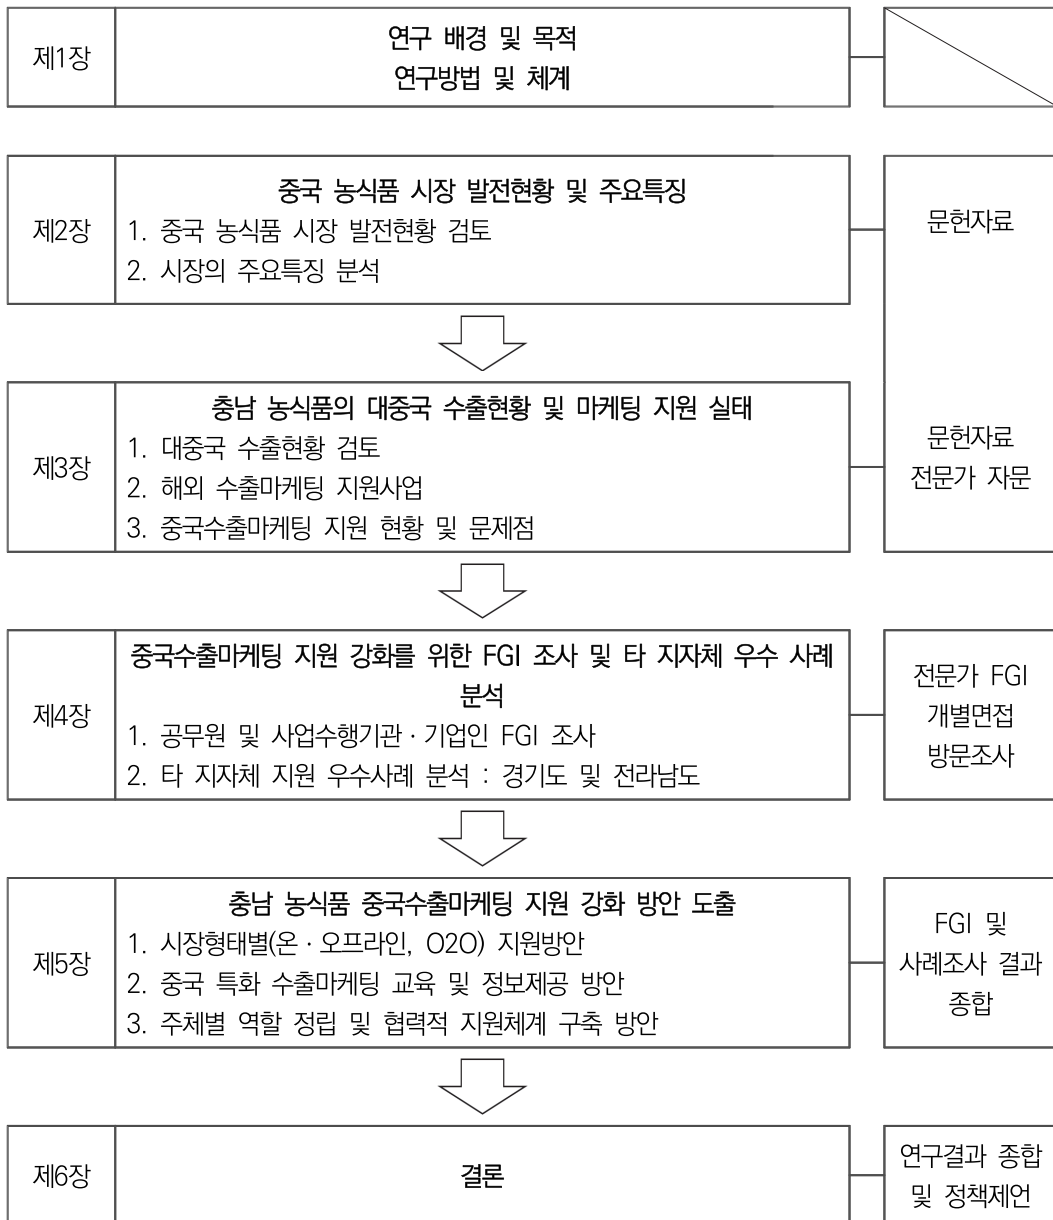 제1장
연구 배경 및 목적
연구방법 및 체계
제2장
중국 농식품 시장 발전현황 및 주요특징
1. 중국 농식품 시장 발전현황 검토
2. 시장의 주요특징 분석
문헌자료
제3장
충남 농식품의 대중국 수출현황 및 마케팅 지원 실태
1. 대중국 수출현황 검토
2. 해외 수출마케팅 지원사업
3. 중국수출마케팅 지원 현황 및 문제점
문헌자료
전문가 자문
제4장
중국수출마케팅 지원 강화를 위한 FGI 조사 및 타 지자체 우수 사례
분석
1. 공무원 및 사업수행기관·기업인 FGI 조사
2. 타 지자체 지원 우수사례 분석 : 경기도 및 전라남도
전문가 FGI
개별면접
방문조사
제5장
충남 농식품 중국수출마케팅 지원 강화 방안 도출
1. 시장형태별(온·오프라인, O2O) 지원방안
2. 중국 특화 수출마케팅 교육 및 정보제공 방안
3. 주체별 역할 정립 및 협력적 지원체계 구축 방안
FGI 및
사례조사 결과
종합
제6장
결론
연구결과 종합
및 정책제언